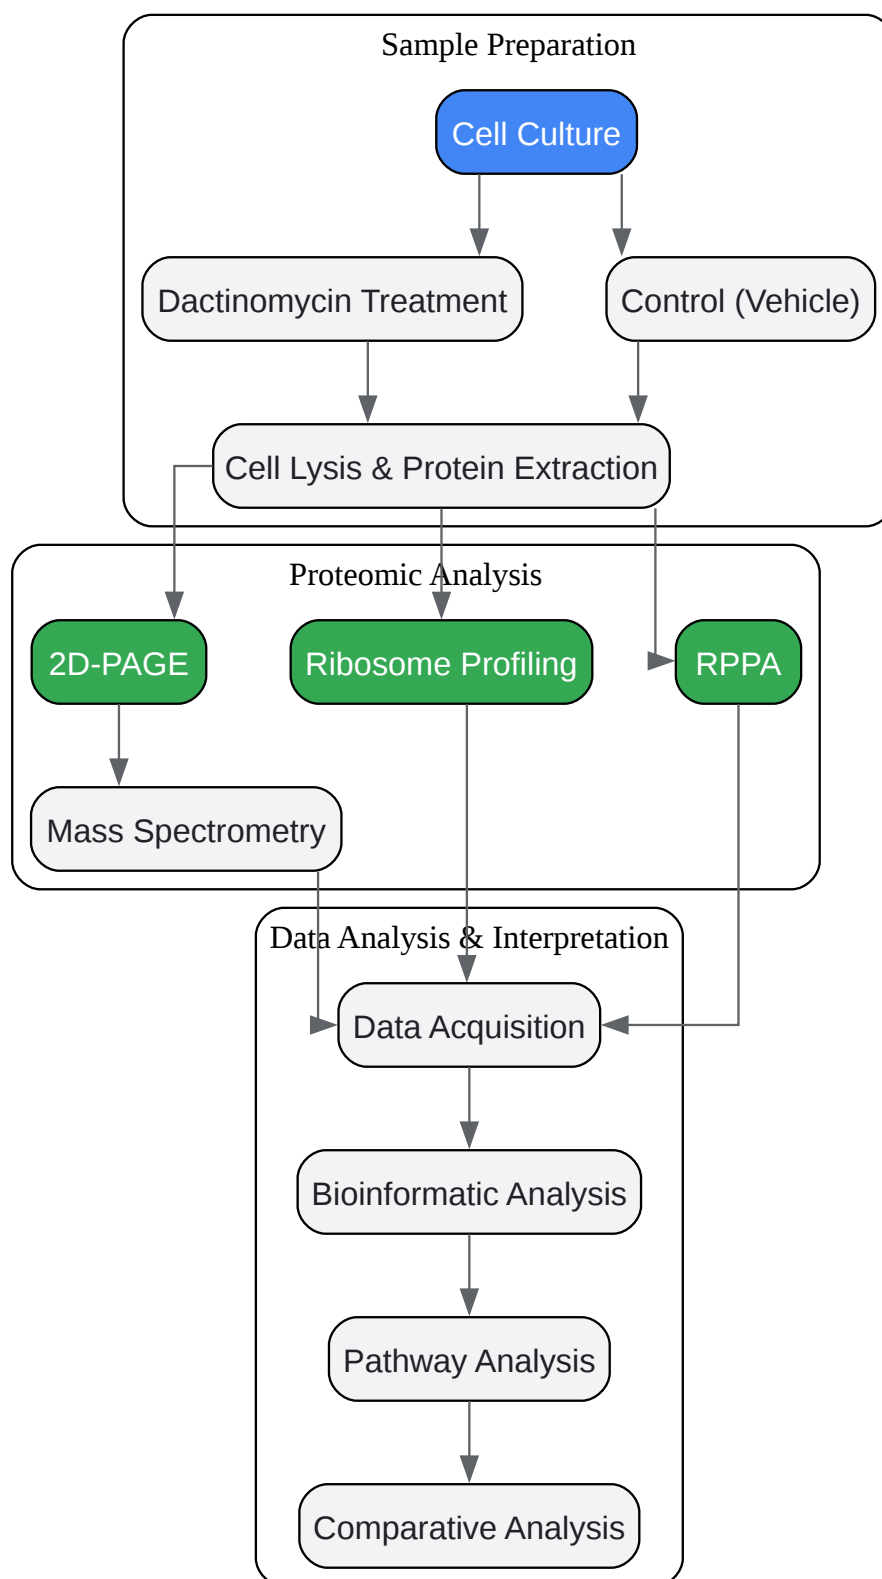 Sample Preparation
Cell Culture
Dactinomycin Treatment
Control (Vehicle)
Cell Lysis & Protein Extraction
Proteomic Analysis
2D-PAGE
Ribosome Profiling
RPPA
Mass Spectrometry
Data Analysis & Interpretation
Data Acquisition
Bioinformatic Analysis
Pathway Analysis
Comparative Analysis